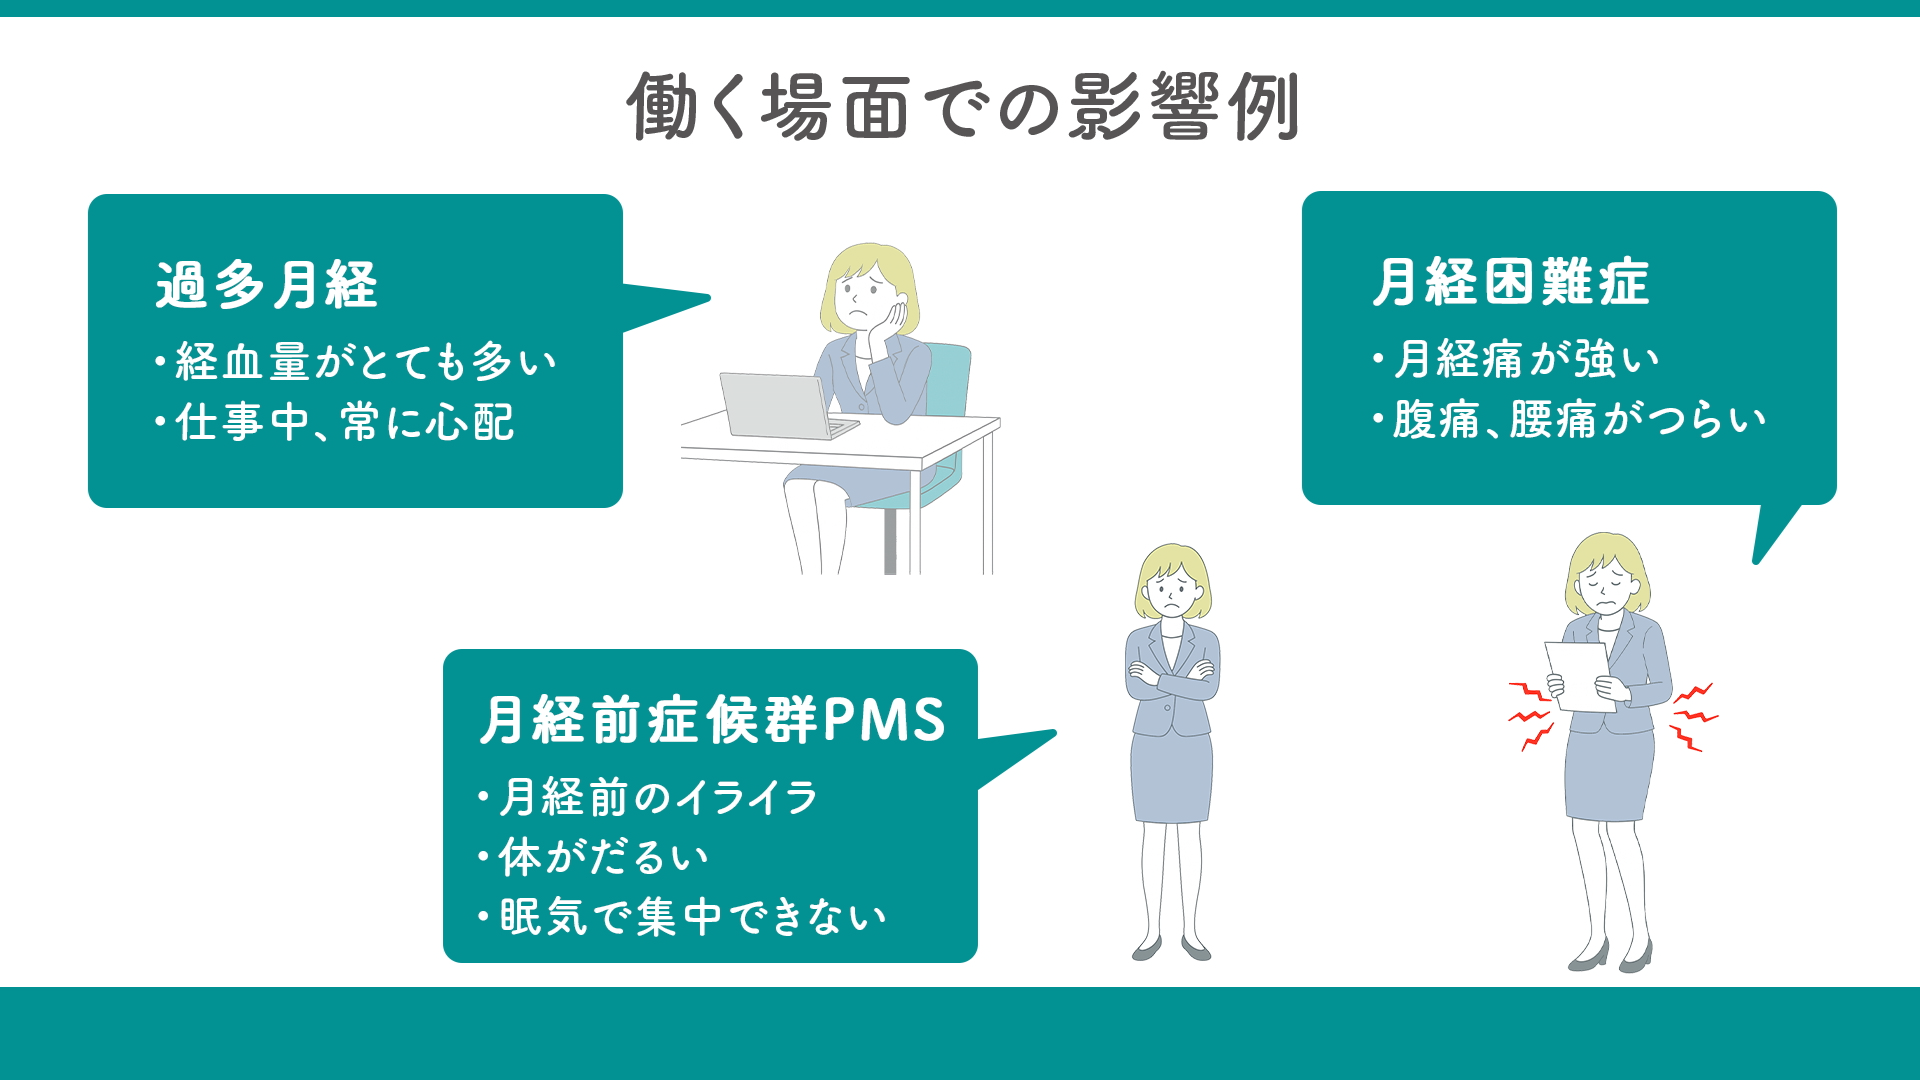 働く場面での影響例
過多月経
・経血量がとても多い
・仕事中、常に心配
月経困難症
・月経痛が強い
・腹痛、腰痛がつらい
月経前症候群PMS
・月経前のイライラ
・体がだるい
・眠気で集中できない